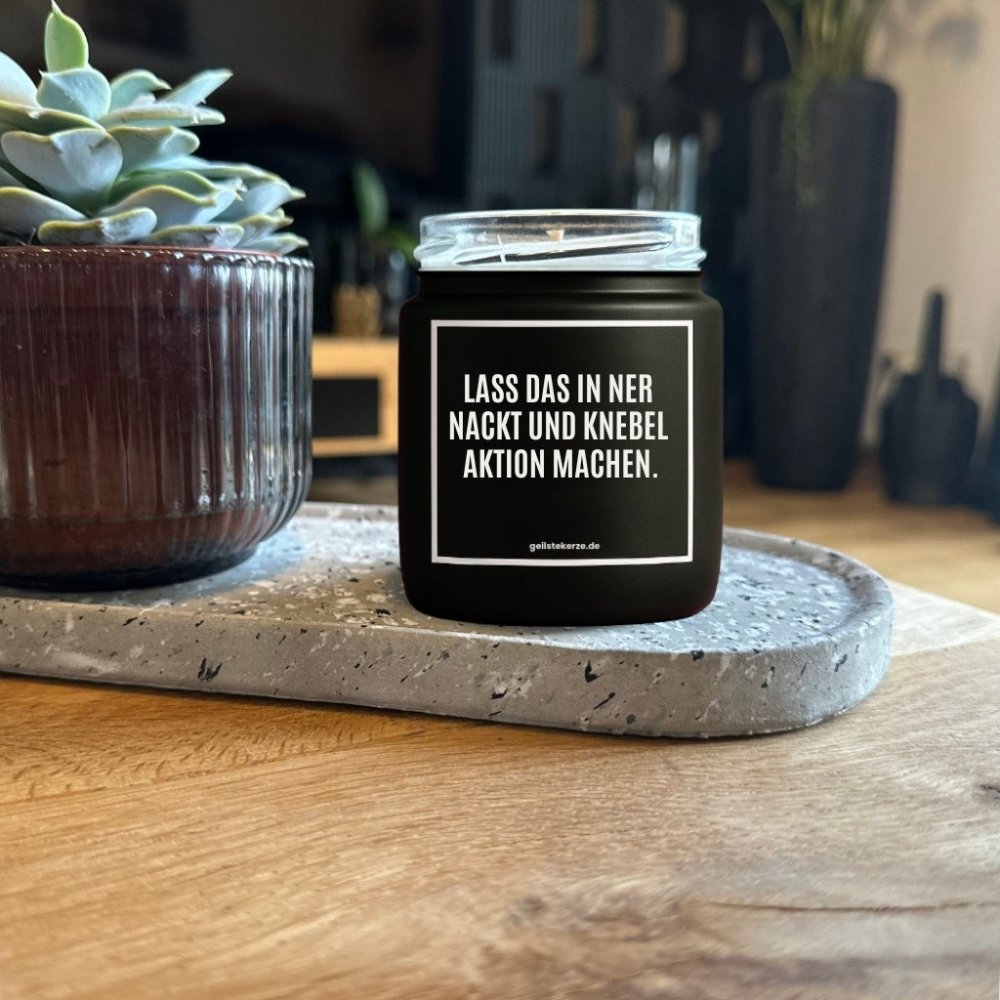 LASS DAS IN NER
NACKT UND KNEBEL
AKTION MACHEN.
geilstekerze.de